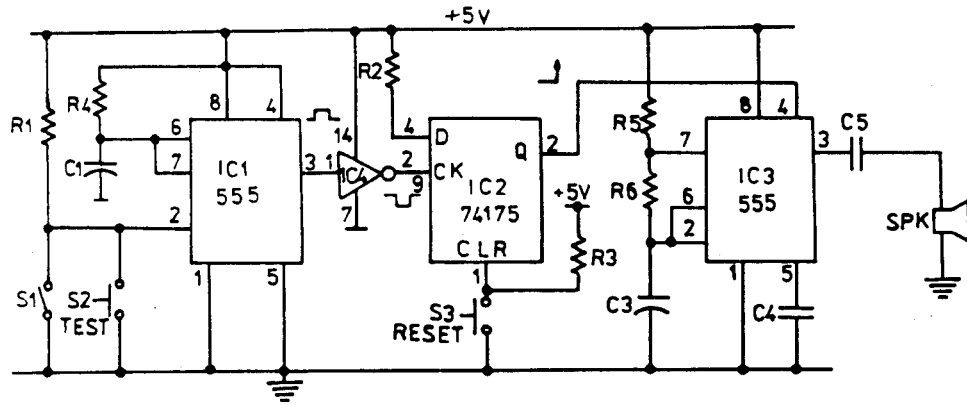 +5V
R1
R4
C1
8
4
6
7
2
IC1
555
3
1
5
14
1
IC4
2
7
R2
4
D
Q
2
9
CK
IC2
74175
CLR
1
+5V
R3
S1
S2
TEST
S3
RESET
R5
R6
7
6
2
8
4
IC3
555
3
C5
SPK
1
5
C3
C4